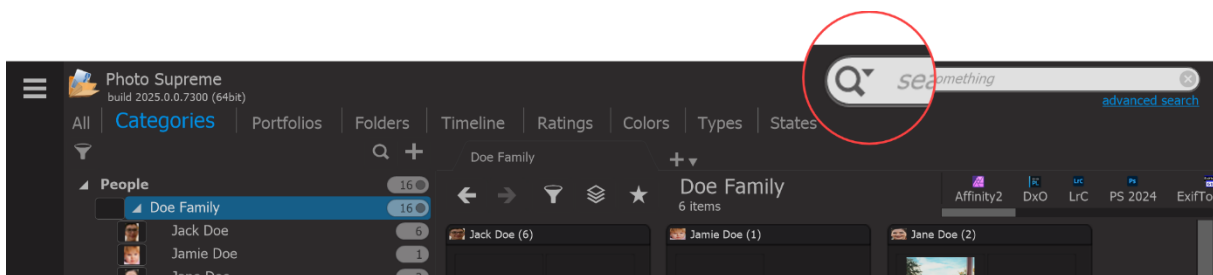 Photo Supreme
build 2025.0.0.7300 (64bit)
sea omething
advanced search
All Categories Portfolios Folders Timeline Ratings Colors Types States
Doe Family
People 16
Doe Family 16
Doe Family
6 items
Affinity2 DxO LrC PS 2024 ExifTo
Jack Doe 6
Jamie Doe 1
Jack Doe (6) Jamie Doe (1) Jane Doe (2)